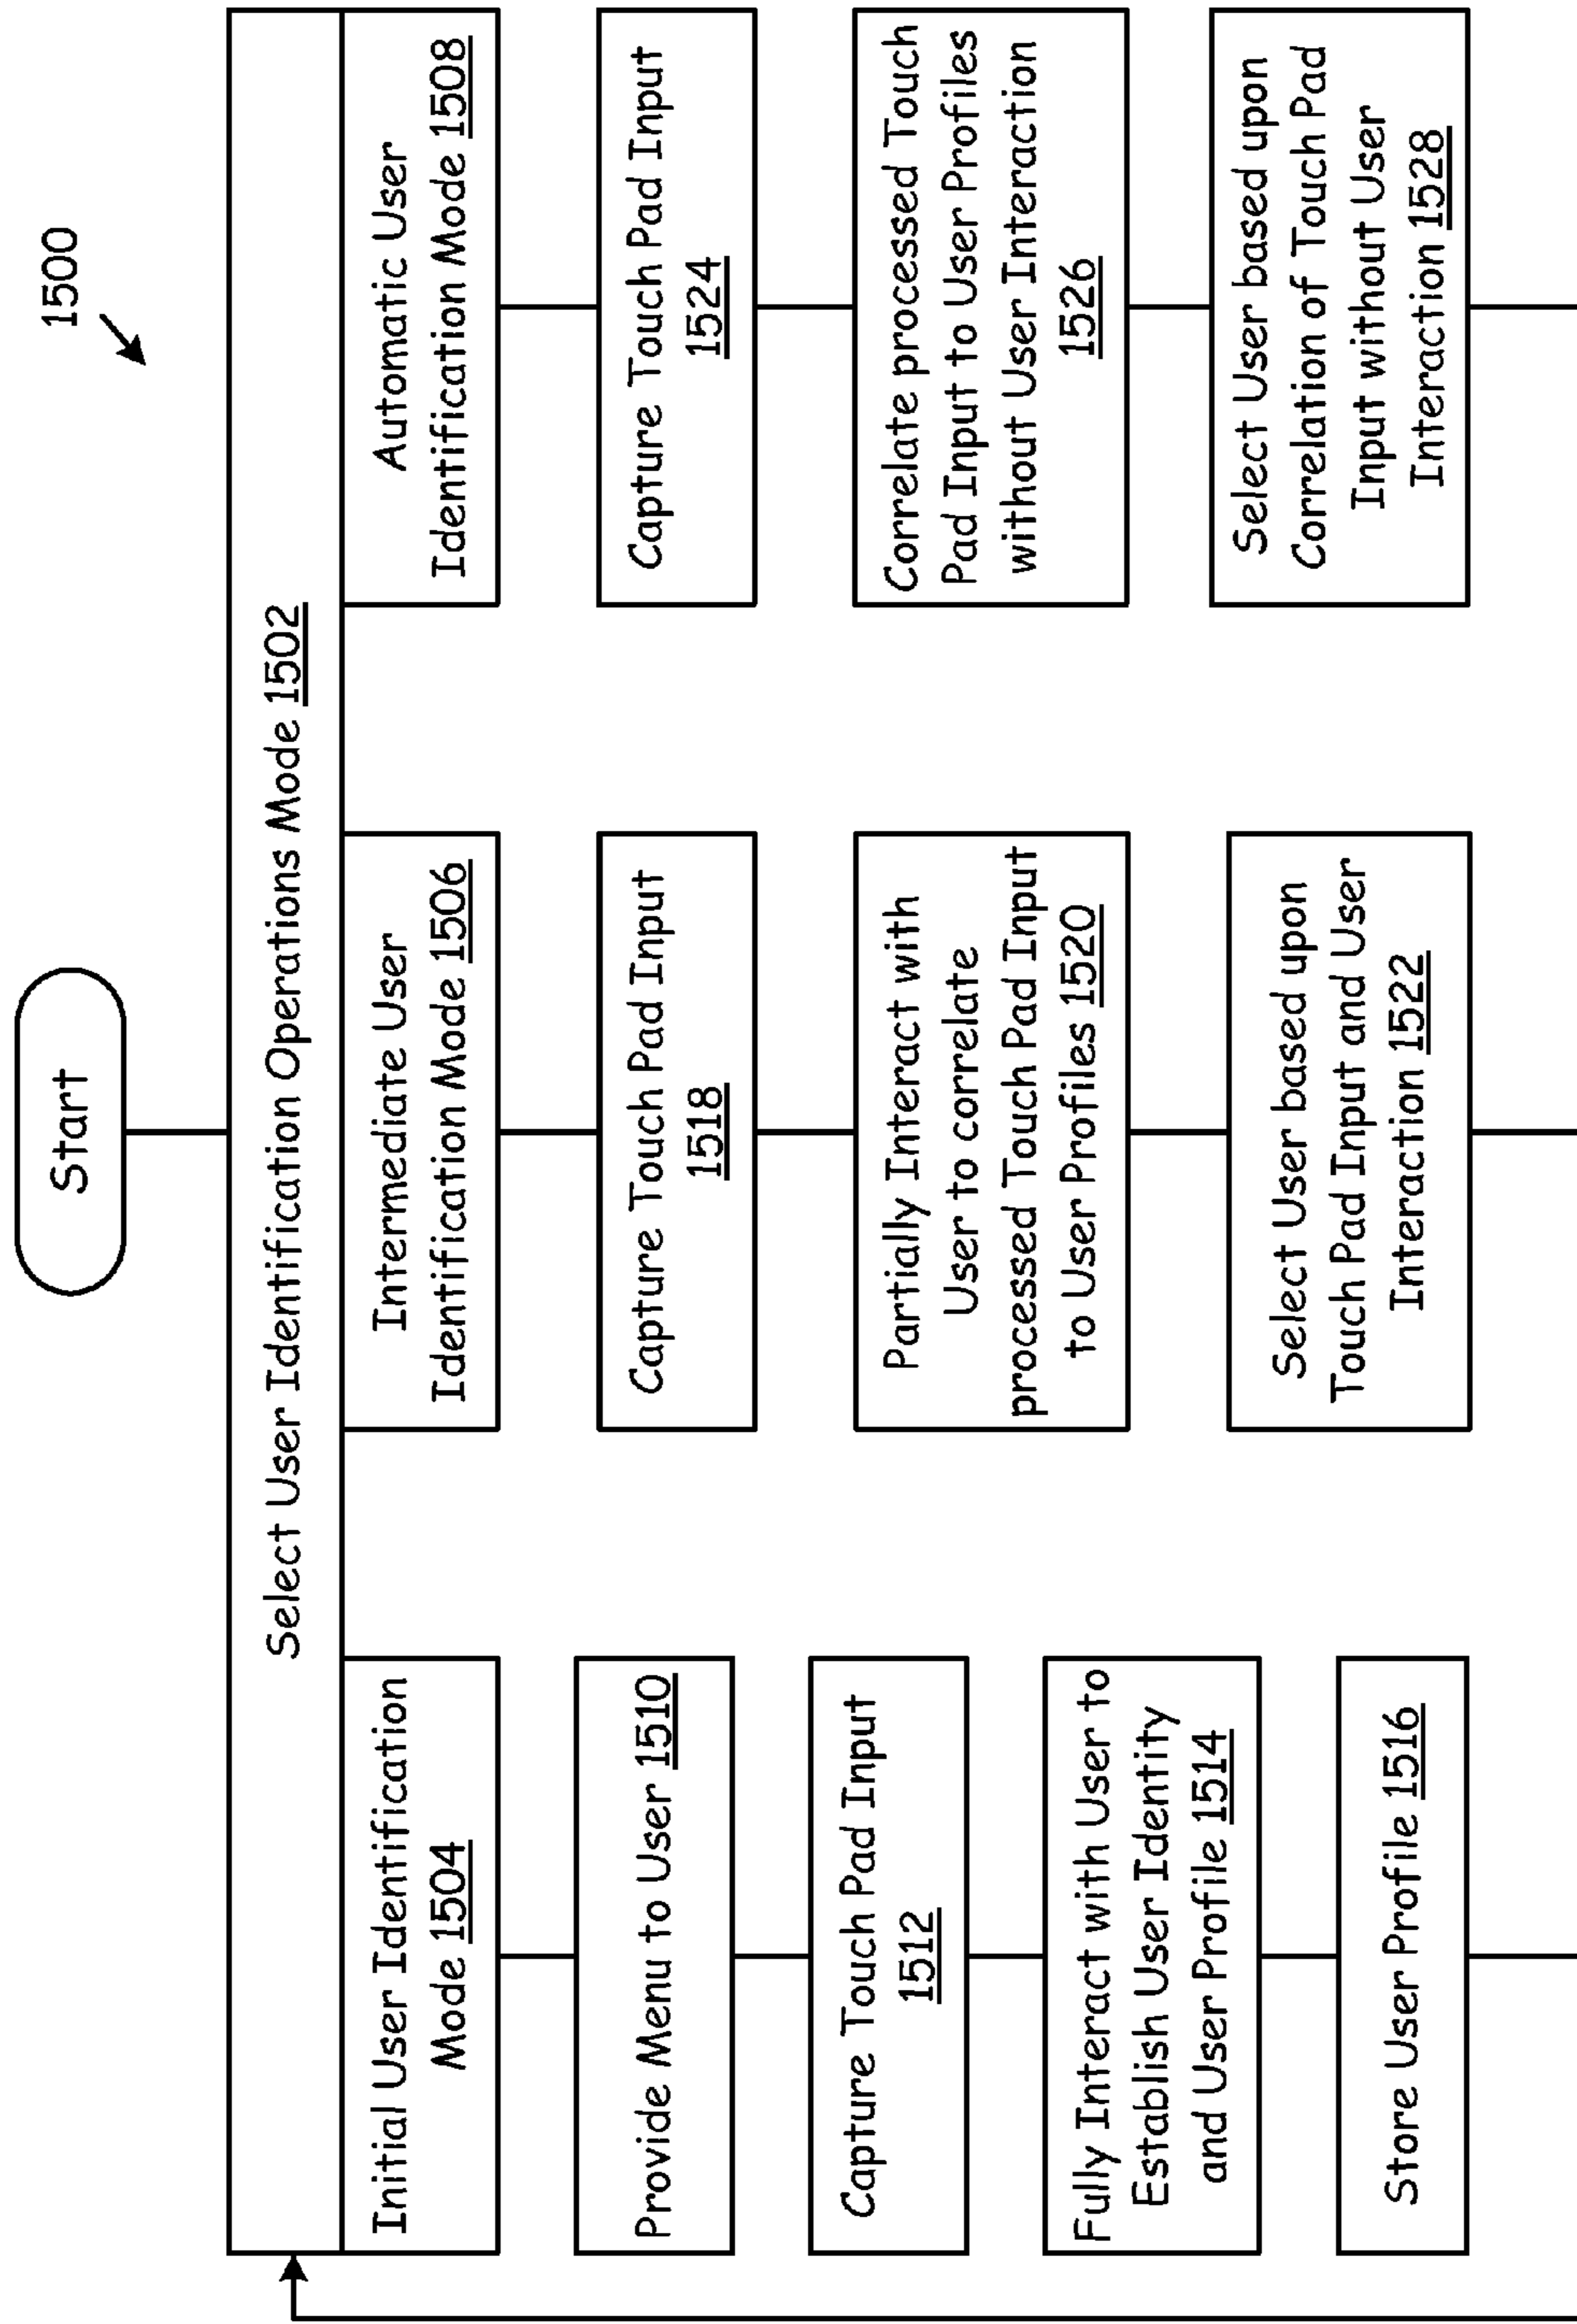 1500
Start
Select User Identification Operations Mode 1502
Initial User Identification
Mode 1504
Provide Menu to User 1510
Capture Touch Pad Input
1512
Fully Interact with User to
Establish User Identity
and User Profile 1514
Store User Profile 1516
Intermediate User
Identification Mode 1506
Capture Touch Pad Input
1518
Partially Interact with
User to correlate
processed Touch Pad Input
to User Profiles 1520
Select User based upon
Touch Pad Input and User
Interaction 1522
Automatic User
Identification Mode 1508
Capture Touch Pad Input
1524
Correlate processed Touch
Pad Input to User Profiles
without User Interaction
1526
Select User based upon
Correlation of Touch Pad
Input without User
Interaction 1528